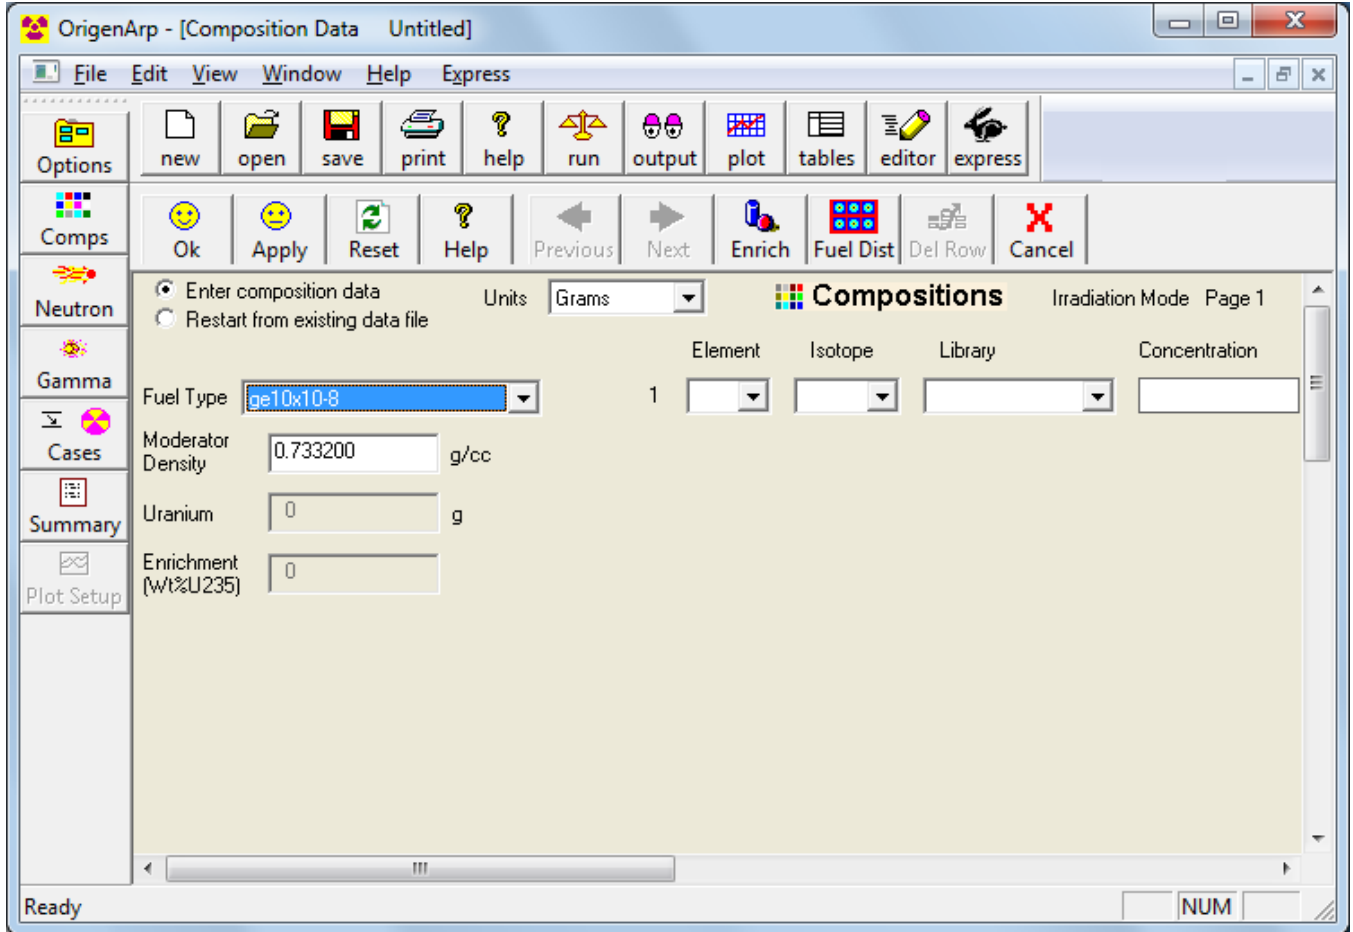 OrigenArp - [Composition Data Untitled]
File Edit View Window Help Express
new open save print help run output plot tables editor express
Options
Comps
Neutron
Gamma
Cases
Summary
Plot Setup
Ok Apply Reset Help Previous Next Enrich Fuel Dist Del Row Cancel
Enter composition data
Restart from existing data file
Units Grams
Compositions
Irradiation Mode Page 1
Element Isotope Library Concentration
Fuel Type ge10x10-8
1
Moderator
Density 0.733200 g/cc
Uranium 0 g
Enrichment
(Wt%U235) 0
Ready
NUM